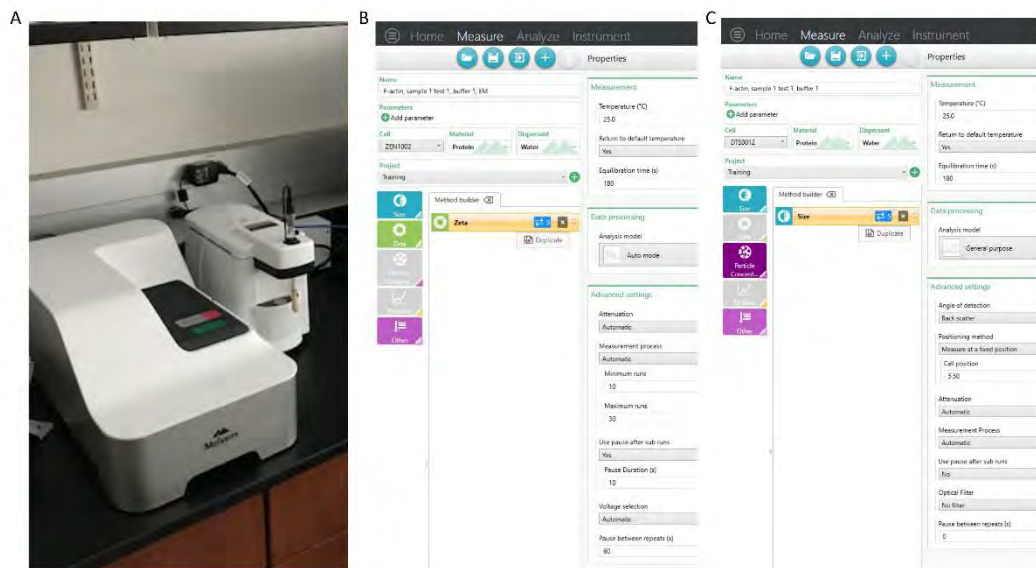 A
Malvern
B
Home Measure Analyze Instrument
Properties
Name
F-actin, sample 1 test 1, buffer 1, EM
Parameters
Add parameter
Cell Material Dispersant
ZEN1002 Protein Water
Project
Training
Size
Zeta
Other
Method builder
Zeta 5
Duplicate
Measurement
Temperature (°C)
25.0
Return to default temperature
Yes
Equilibration time (s)
180
Data processing
Analysis model
Auto mode
Advanced settings
Attenuation
Automatic
Measurement process
Automatic
Minimum runs
10
Maximum runs
30
Use pause after sub runs
Yes
Pause Duration (s)
10
Voltage selection
Automatic
Pause between repeats (s)
60
C
Home Measure Analyze Instrument
Properties
Name
F-actin, sample 1 test 1, buffer 1
Parameters
Add parameter
Cell Material Dispersant
DTS0012 Protein Water
Project
Training
Size
Particle
Concent...
Other
Method builder
Size 5
Duplicate
Measurement
Temperature (°C)
25.0
Return to default temperature
Yes
Equilibration time (s)
180
Data processing
Analysis model
General purpose
Advanced settings
Angle of detection
Back scatter
Positioning method
Measure at a fixed position
Cell position
5.50
Attenuation
Automatic
Measurement Process
Automatic
Use pause after sub runs
No
Optical Filter
No filter
Pause between repeats (s)
0